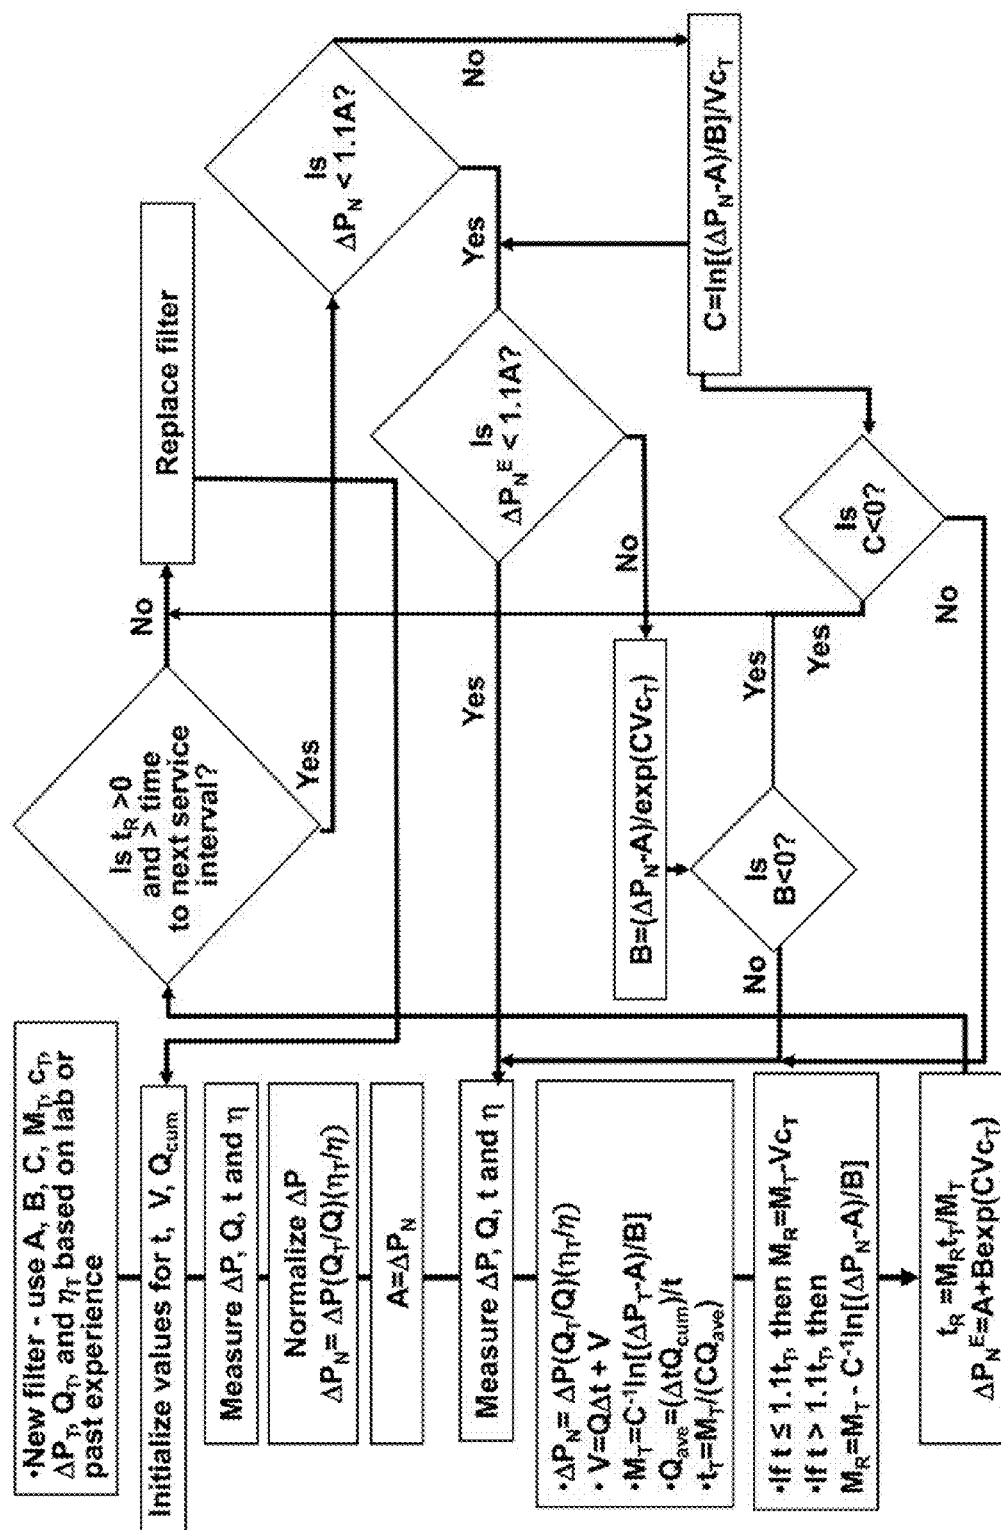 •New filter - use A, B, C, M_T, c_T,
ΔP_T, Q_T, and η_T based on lab or
past experience
Initialize values for t, V, Q_cum
Measure ΔP, Q, t and η
Normalize ΔP
ΔP_N= ΔP(Q_T/Q)(η_T/η)
A=ΔP_N
Measure ΔP, Q, t and η
•ΔP_N= ΔP(Q_T/Q)(η_T/η)
• V=QΔt + V
•M_T=C^-1ln[(ΔP_T-A)/B]
•Q_ave=(ΔtQ_cum)/t
•t_T=M_T/(CQ_ave)
•If t ≤ 1.1t_T, then M_R=M_T-Vc_T
•If t > 1.1t_T, then
M_R=M_T - C^-1ln[(ΔP_N-A)/B]
t_R=M_Rt_T/M_T
ΔP_N^E=A+Bexp(CVc_T)
Is t_R >0
and > time
to next service
interval?
No
Yes
Replace filter
Is
ΔP_N < 1.1A?
No
Yes
Is
ΔP_N^E < 1.1A?
Yes
No
B=(ΔP_N-A)/exp(CVc_T)
Is
B<0?
No
Yes
C=ln[(ΔP_N-A)/B]/Vc_T
Is
C<0?
Yes
No